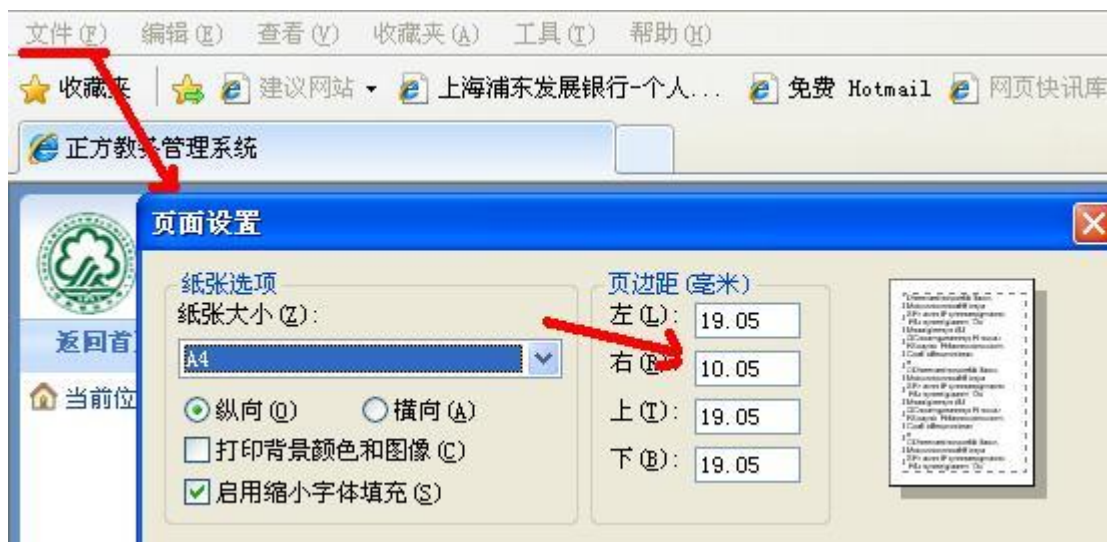 文件(F) 编辑(E) 查看(V) 收藏夹(A) 工具(T) 帮助(H)
收藏夹 建议网站 上海浦东发展银行-个人... 免费 Hotmail 网页快讯库
正方教务管理系统
页面设置
纸张选项
纸张大小(Z):
A4
纵向(O) 横向(A)
打印背景颜色和图像(C)
启用缩小字体填充(S)
页边距(毫米)
左(L): 19.05
右(R) 10.05
上(T): 19.05
下(B): 19.05
返回首
当前位